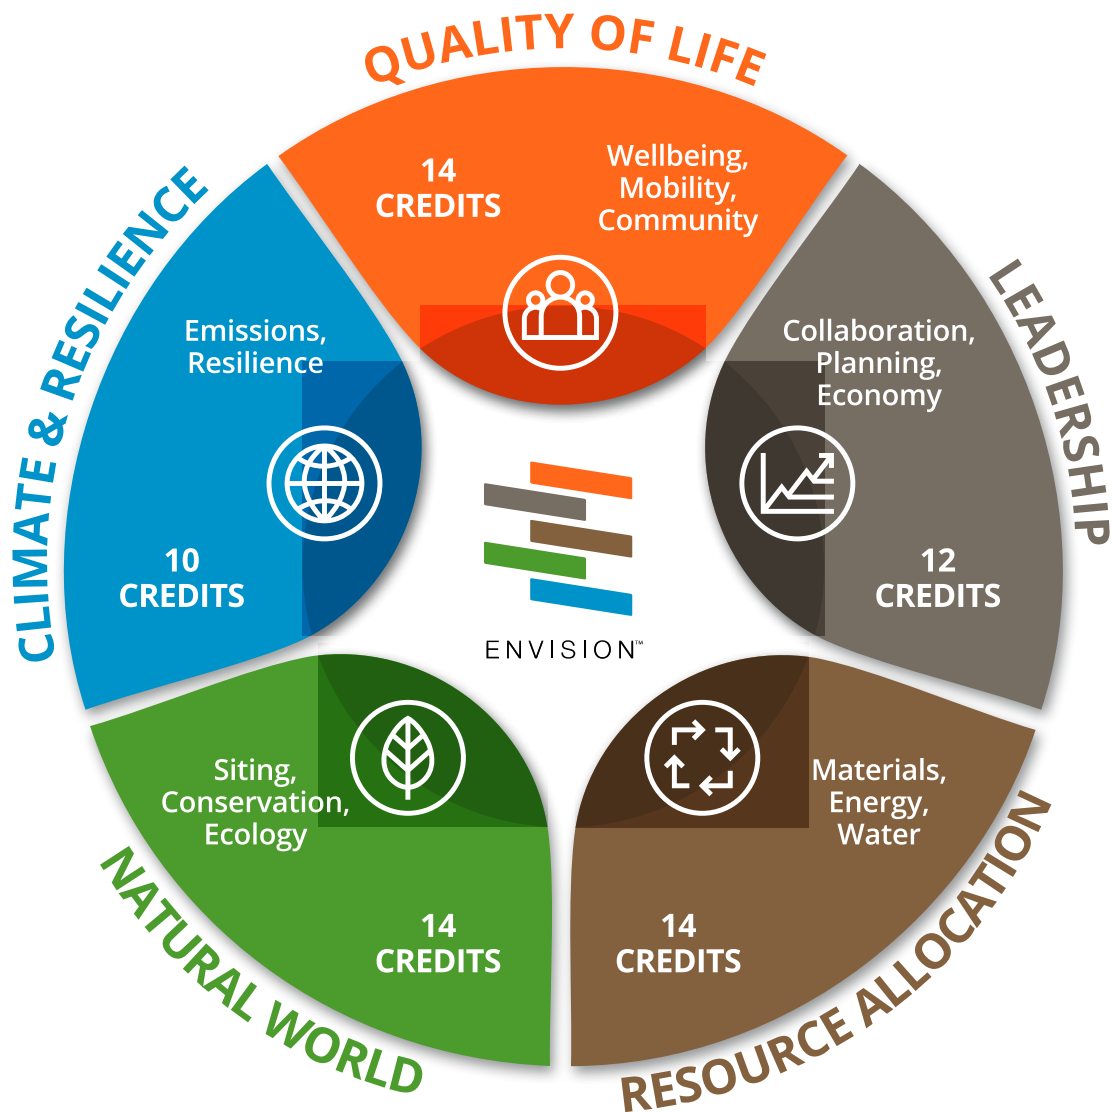 QUALITY OF LIFE
14
CREDITS
Wellbeing,
Mobility,
Community
LEADERSHIP
Collaboration,
Planning,
Economy
12
CREDITS
RESOURCE ALLOCATION
Materials,
Energy,
Water
14
CREDITS
NATURAL WORLD
Siting,
Conservation,
Ecology
14
CREDITS
CLIMATE & RESILIENCE
Emissions,
Resilience
10
CREDITS
ENVISION™